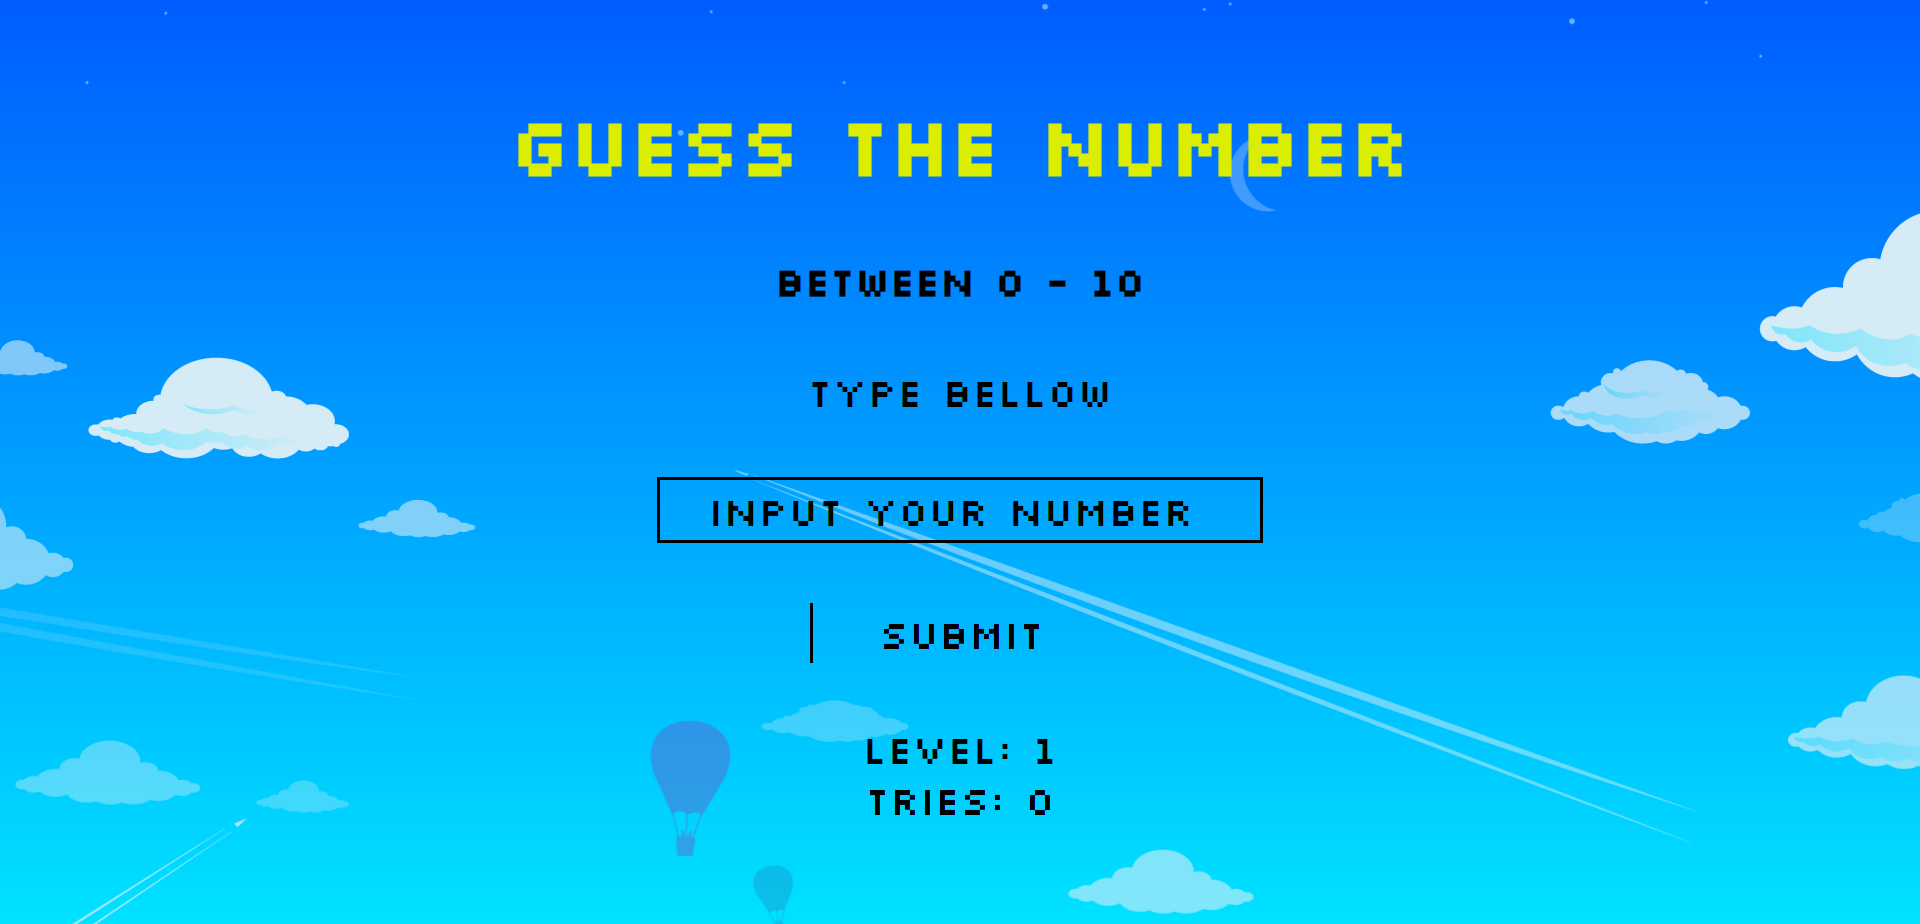 GUESS THE NUMBER
BETWEEN 0 - 10
TYPE BELLOW
INPUT YOUR NUMBER
SUBMIT
LEVEL: 1
TRIES: 0